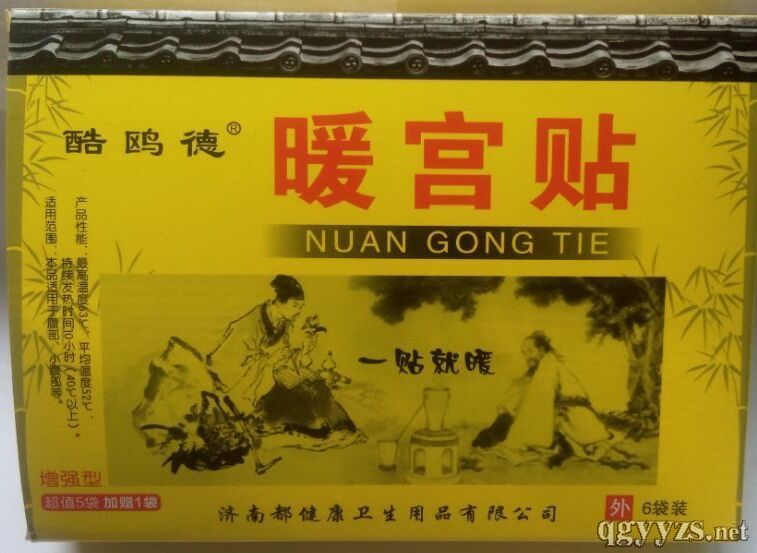 酷鸥德®
暖宫贴
NUAN GONG TIE
产品性能：最高温度63℃，平均温度52℃，
持续发热时间10小时（40℃以上）。
适用范围：本品适用于腹部、小腹部等。
一贴就暖
增强型
超值5袋 加赠1袋
济南都健康卫生用品有限公司
外 6袋装
qgyyzs.net